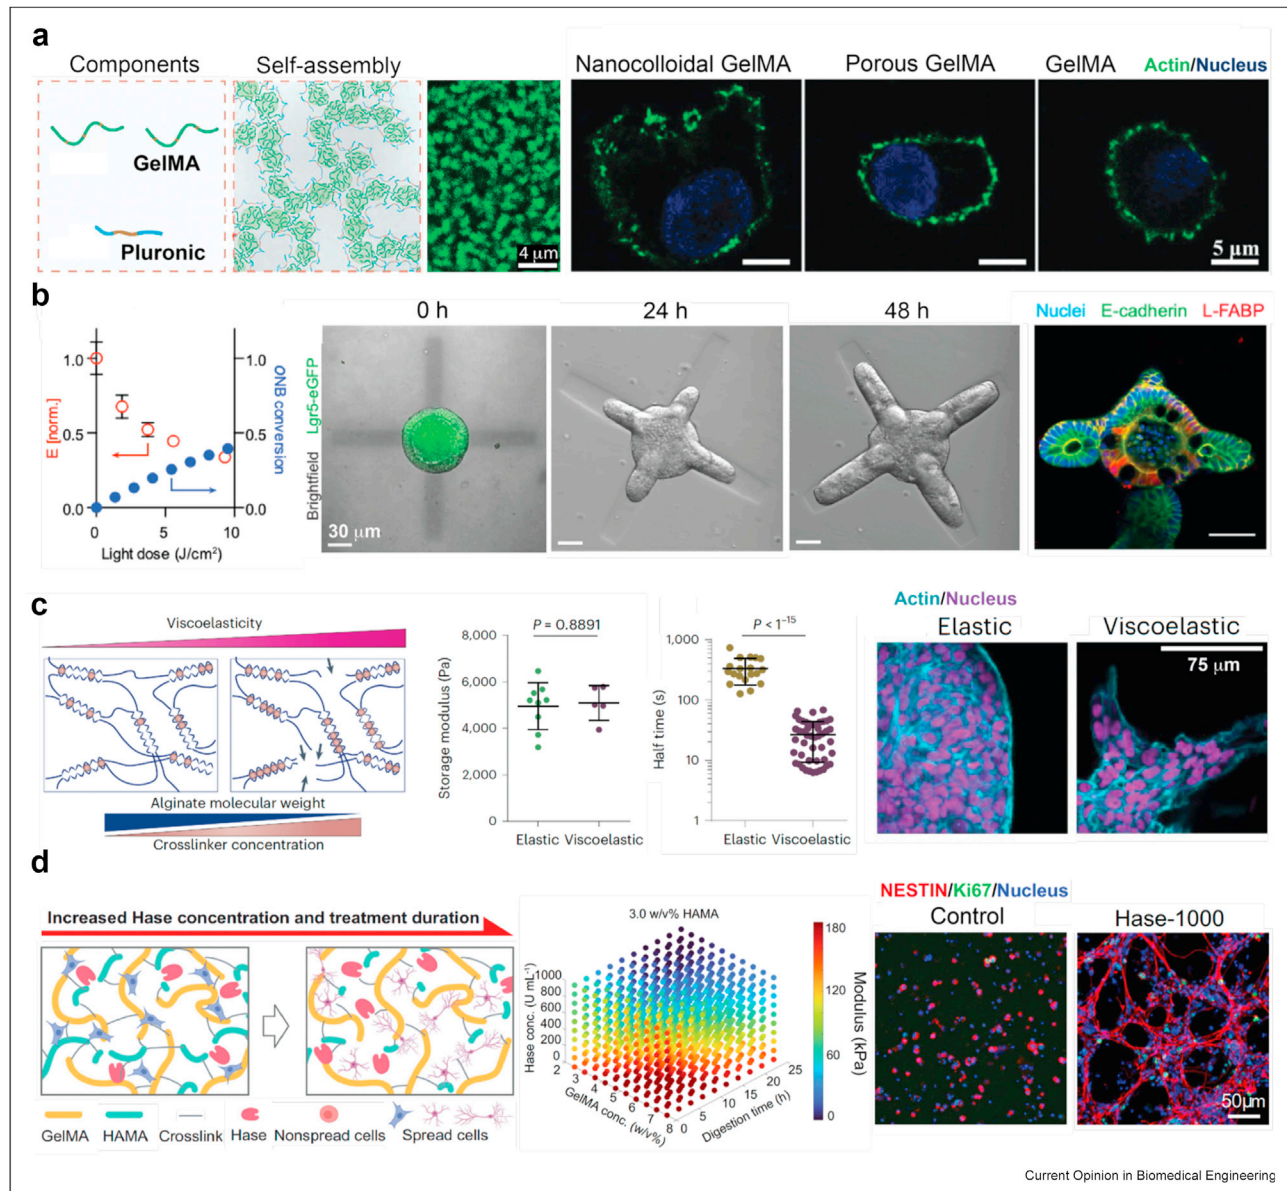 a
Components
Self-assembly
GelMA
Pluronic
4 µm
Nanocolloidal GelMA
Porous GelMA
GelMA
Actin/Nucleus
5 µm
b
E [norm.]
1.0
0.5
0.0
1.0
0.5
0.0
ONB conversion
0
5
10
Light dose (J/cm²)
Brightfield Lgr5-eGFP
0 h
24 h
48 h
30 µm
Nuclei E-cadherin L-FABP
c
Viscoelasticity
Alginate molecular weight
Crosslinker concentration
P = 0.8891
Storage modulus (Pa)
8,000
6,000
4,000
2,000
0
Elastic Viscoelastic
P < 1⁻¹⁵
Half time (s)
1,000
100
10
1
Elastic Viscoelastic
Actin/Nucleus
Elastic
Viscoelastic
75 µm
d
Increased Hase concentration and treatment duration
GelMA HAMA Crosslink Hase Nonspread cells Spread cells
3.0 w/v% HAMA
Hase conc. (U mL⁻¹)
1000
800
600
400
200
0
2
3
4
5
6
7
8
GelMA conc. (w/v%)
0
5
10
15
20
25
Digestion time (h)
180
120
60
0
Modulus (kPa)
NESTIN/Ki67/Nucleus
Control
Hase-1000
50µm
Current Opinion in Biomedical Engineering